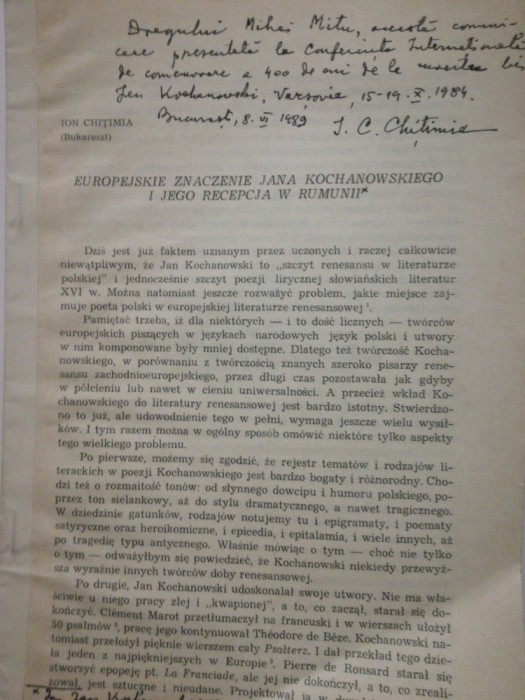 Dragului Mihai Mitu, această comuni-
care prezentată la Conferința Internațională
de comemorare a 400 de ani de la moartea lui
Jan Kochanowski, Varșovia, 15-19.X.1984.
București, 8.VI 1989
I. C. Chițimia
ION CHIȚIMIA
(Bukareszt)
EUROPEJSKIE ZNACZENIE JANA KOCHANOWSKIEGO
I JEGO RECEPCJA W RUMUNII*
Dziś jest już faktem uznanym przez uczonych i raczej całkowicie
niewątpliwym, że Jan Kochanowski to „szczyt renesansu w literaturze
polskiej” i jednocześnie szczyt poezji lirycznej słowiańskich literatur
XVI w. Można natomiast jeszcze rozważyć problem, jakie miejsce zaj-
muje poeta polski w europejskiej literaturze renesansowej ¹.
Pamiętać trzeba, iż dla niektórych — i to dość licznych — twórców
europejskich piszących w językach narodowych język polski i utwory
w nim komponowane były mniej dostępne. Dlatego też twórczość Kocha-
nowskiego, w porównaniu z twórczością znanych szeroko pisarzy rene-
sansu zachodnioeuropejskiego, przez długi czas pozostawała jak gdyby
w półcieniu lub nawet w cieniu uniwersalności. A przecież wkład Ko-
chanowskiego do literatury renesansowej jest bardzo istotny. Stwierdzo-
no to już, ale udowodnienie tego w pełni, wymaga jeszcze wielu wysił-
ków. I tym razem można w ogólny sposób omówić niektóre tylko aspekty
tego wielkiego problemu.
Po pierwsze, możemy się zgodzić, że rejestr tematów i rodzajów li-
terackich w poezji Kochanowskiego jest bardzo bogaty i różnorodny. Cho-
dzi też o rozmaitość tonów: od słynnego dowcipu i humoru polskiego, po-
przez ton sielankowy, aż do stylu dramatycznego, a nawet tragicznego.
W dziedzinie gatunków, rodzajów notujemy tu i epigramaty, i poematy
satyryczne oraz heroikomiczne, i epicedia, i epitalamia, i wiele innych, aż
po tragedię typu antycznego. Właśnie mówiąc o tym — choć nie tylko
o tym — odważyłbym się powiedzieć, że Kochanowski niekiedy przewyż-
sza wyraźnie innych twórców doby renesansowej.
Po drugie, Jan Kochanowski udoskonalał swoje utwory. Nie ma wła-
ściwie u niego pracy złej i „kwapionej”, a to, co zaczął, starał się do-
kończyć. Clément Marot przetłumaczył na francuski i w wierszach ułożył
50 psalmów ², pracę jego kontynuował Théodore de Bèze. Kochanowski na-
tomiast przełożył pięknie wierszem cały Psałterz. I dał przekład tego dzie-
ła jeden z najpiękniejszych w Europie ³. Pierre de Ronsard starał się
stworzyć epopeję pt. La Franciade, ale jej nie dokończył, a to, co zreali-
zował, jest sztuczne i nieudane. Projektował ją w